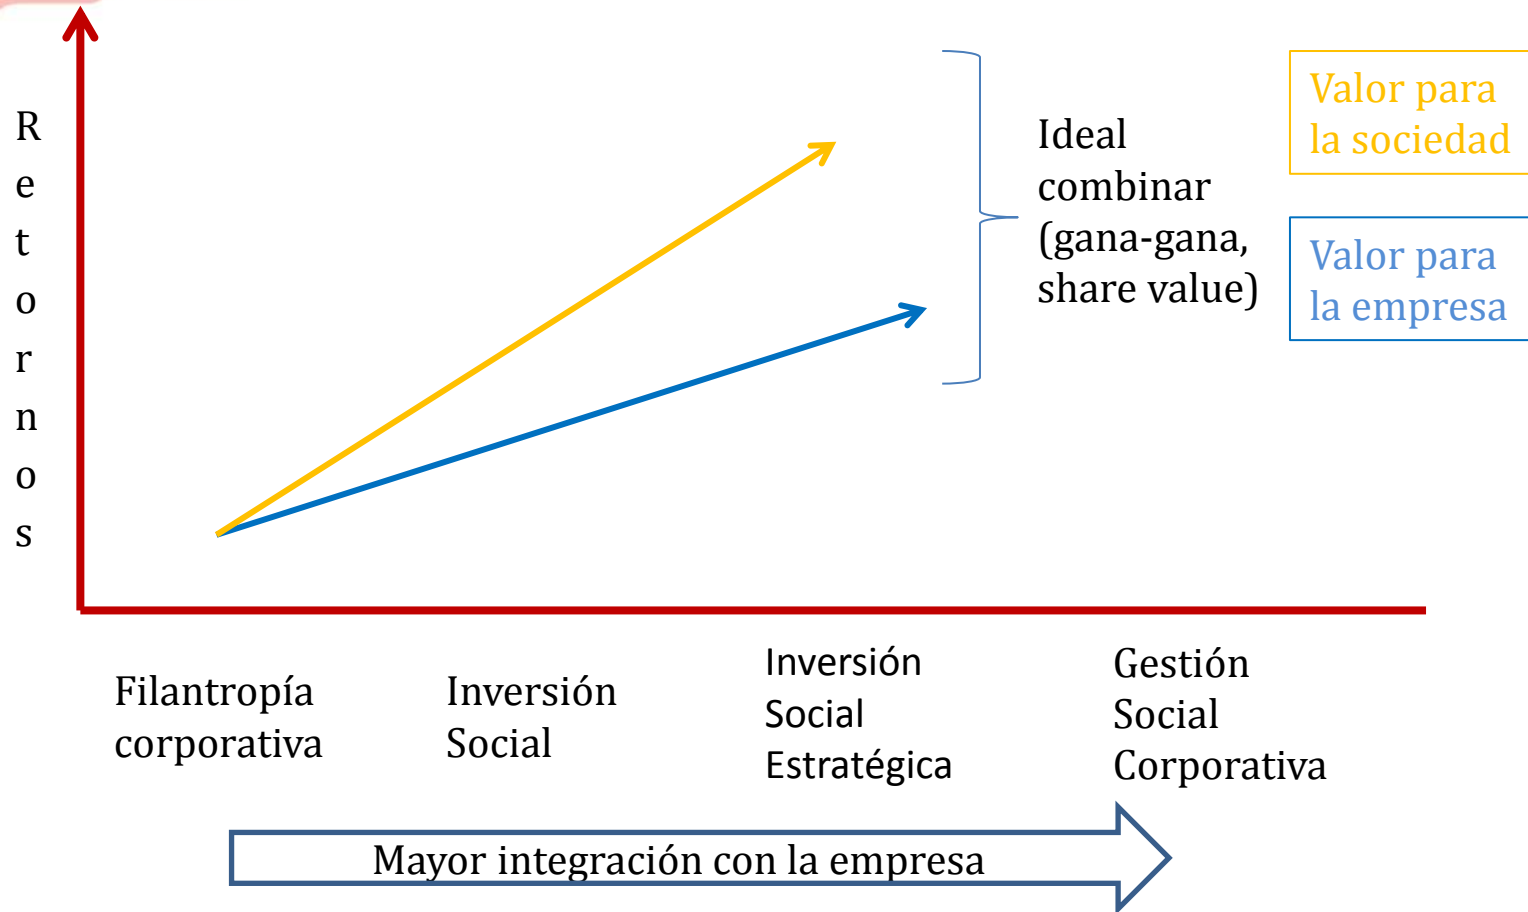 Retornos
Ideal
combinar
(gana-gana,
share value)
Valor para
la sociedad
Valor para
la empresa
Filantropía
corporativa
Inversión
Social
Inversión
Social
Estratégica
Gestión
Social
Corporativa
Mayor integración con la empresa